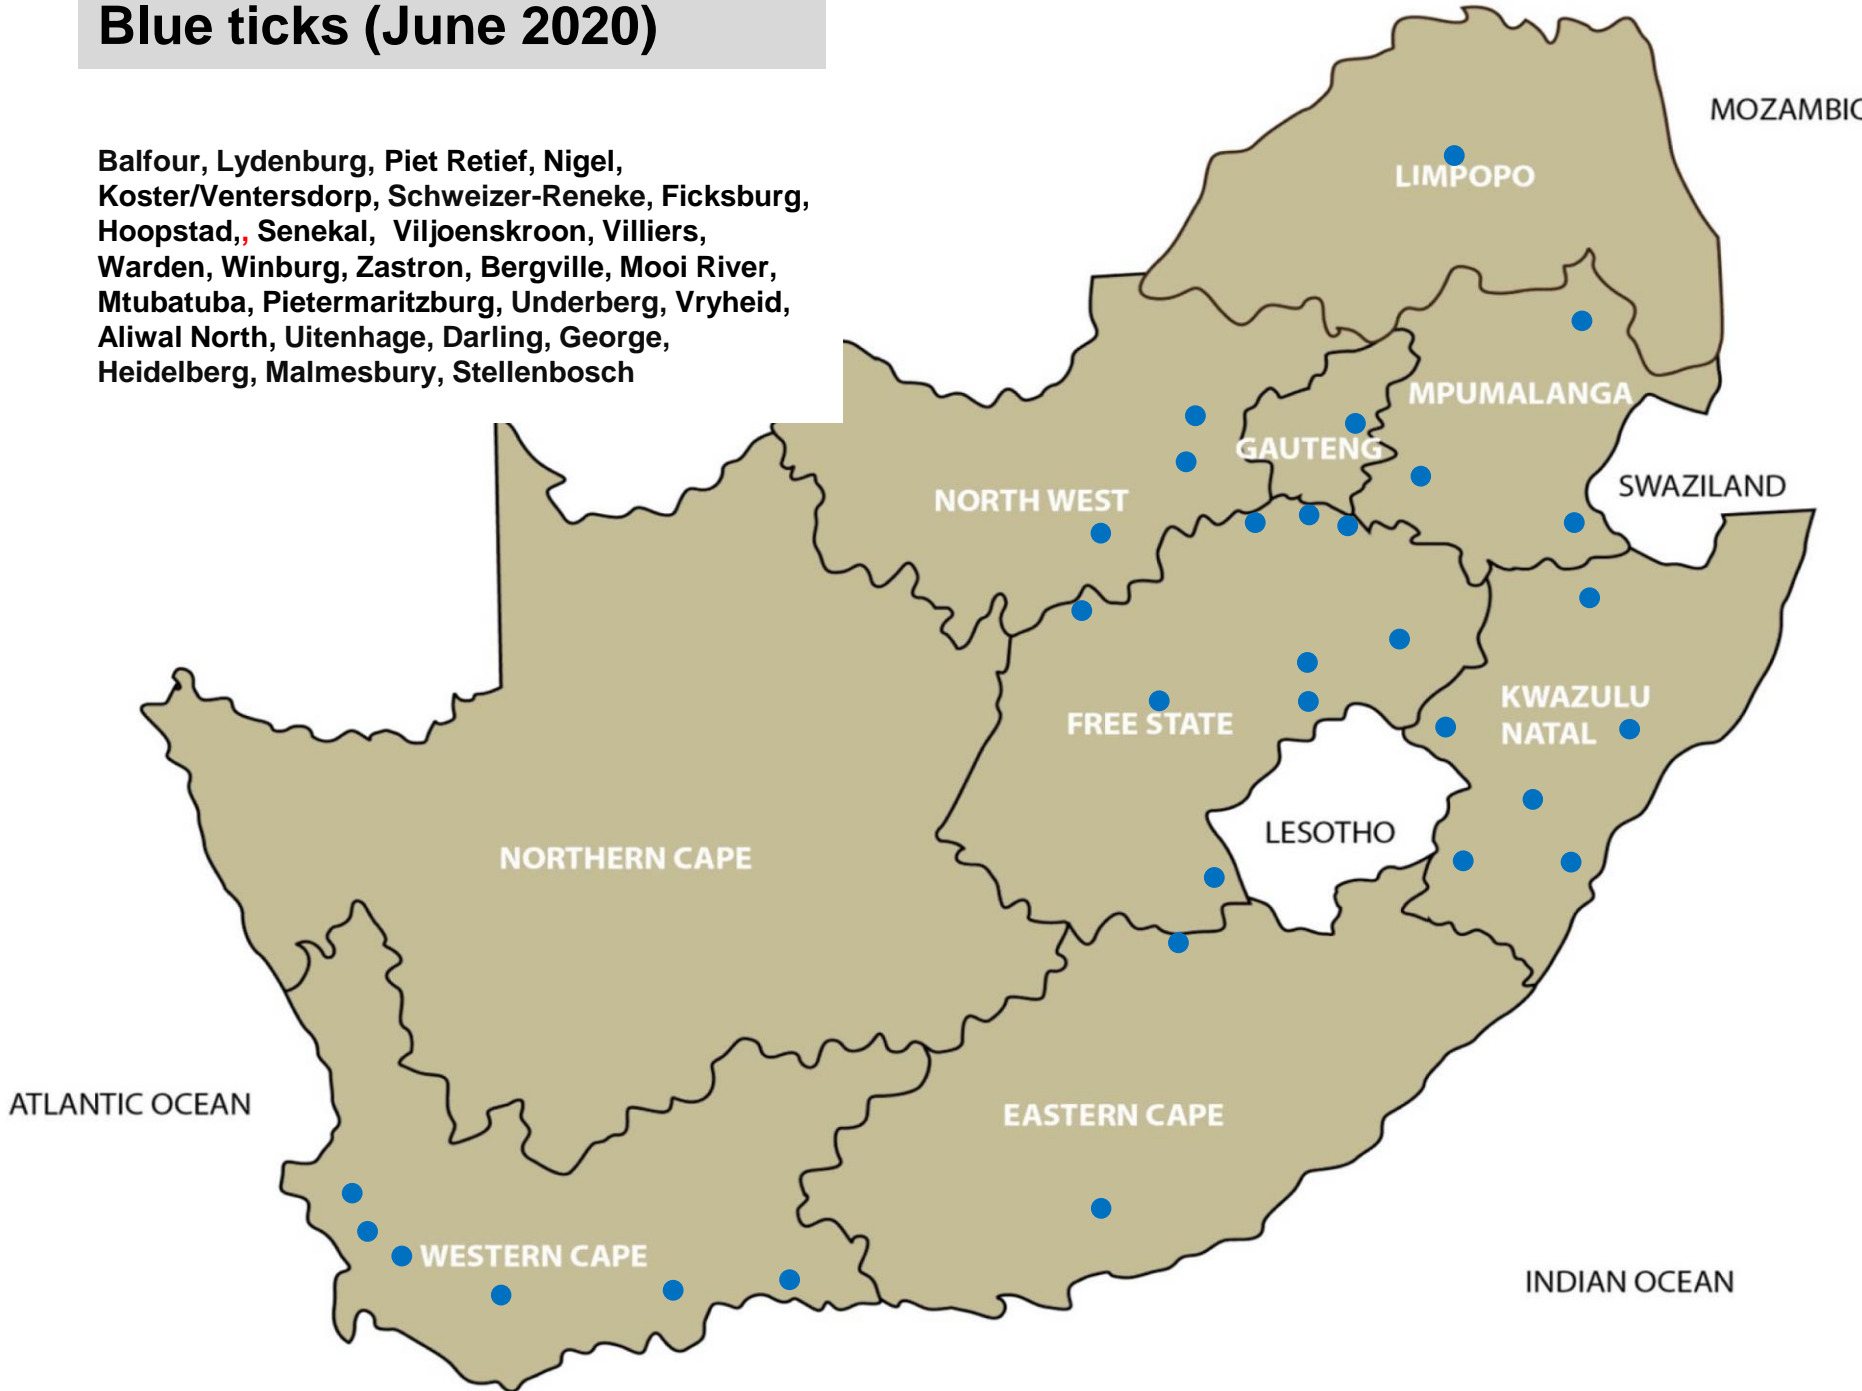 Blue ticks (June 2020)
Balfour, Lydenburg, Piet Retief, Nigel,
Koster/Ventersdorp, Schweizer-Reneke, Ficksburg,
Hoopstad,, Senekal, Viljoenskroon, Villiers,
Warden, Winburg, Zastron, Bergville, Mooi River,
Mtubatuba, Pietermaritzburg, Underberg, Vryheid,
Aliwal North, Uitenhage, Darling, George,
Heidelberg, Malmesbury, Stellenbosch
MOZAMBIC
LIMPOPO
MPUMALANGA
GAUTENG
SWAZILAND
NORTH WEST
KWAZULU
NATAL
FREE STATE
LESOTHO
NORTHERN CAPE
ATLANTIC OCEAN
EASTERN CAPE
WESTERN CAPE
INDIAN OCEAN